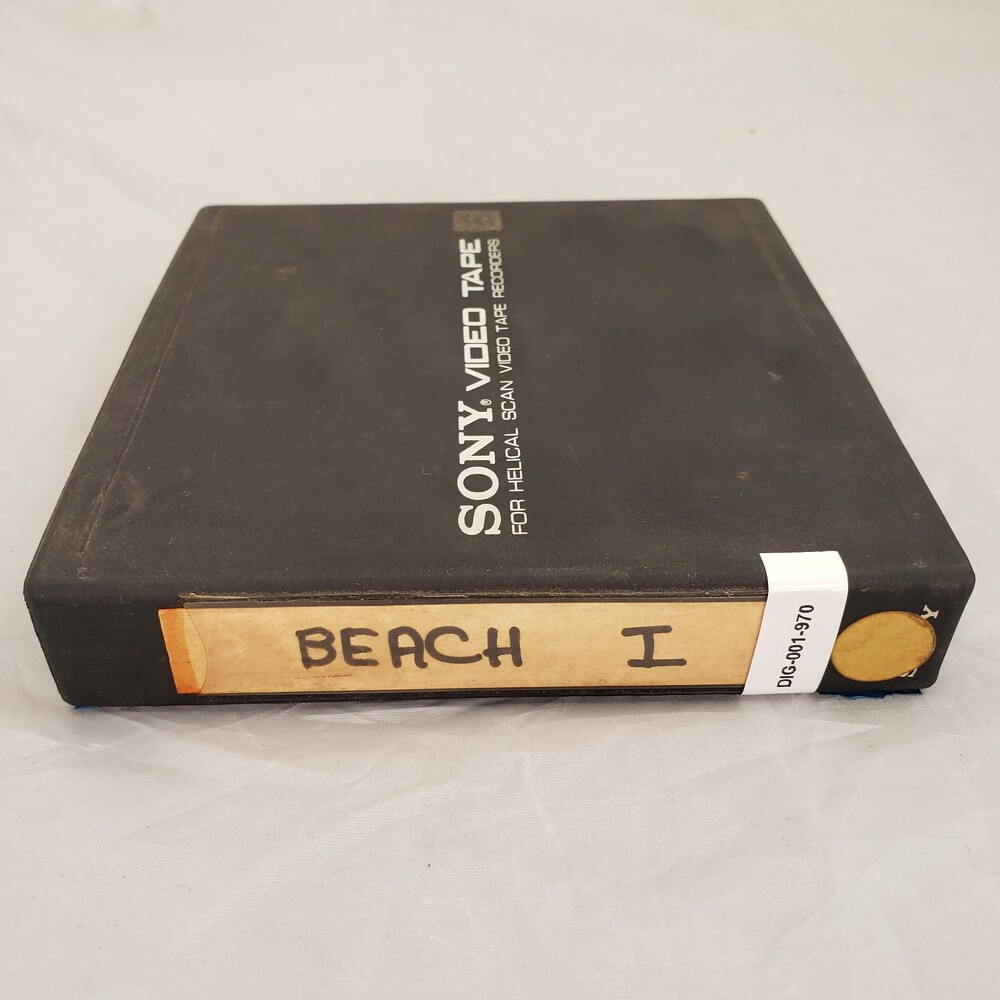 SONY® VIDEO TAPE
FOR HELICAL SCAN VIDEO TAPE RECORDERS
BEACH I
DIG-001-970
Y